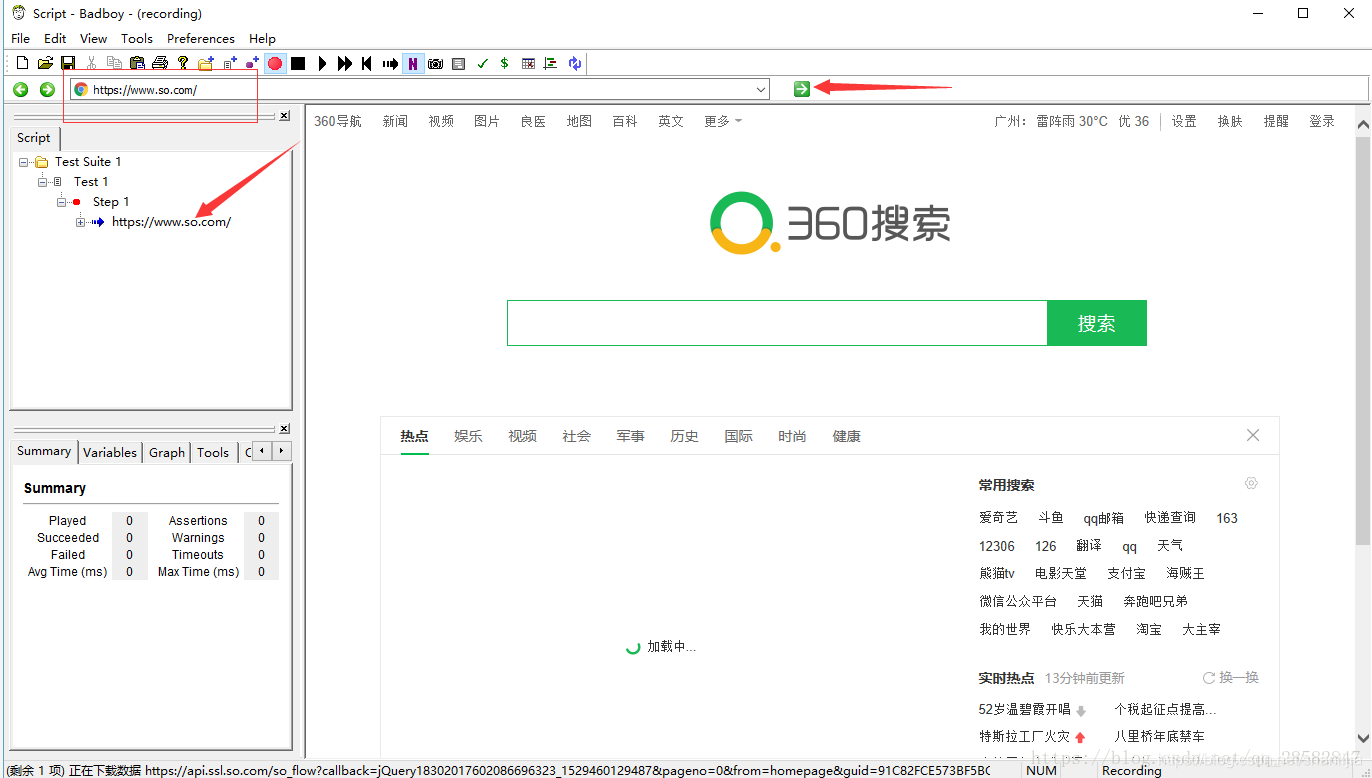 Script - Badboy - (recording)
File Edit View Tools Preferences Help
https://www.so.com/
Script
Test Suite 1
Test 1
Step 1
https://www.so.com/
Summary Variables Graph Tools
Summary
Played 0 Assertions 0
Succeeded 0 Warnings 0
Failed 0 Timeouts 0
Avg Time (ms) 0 Max Time (ms) 0
360导航 新闻 视频 图片 良医 地图 百科 英文 更多 广州： 雷阵雨 30°C 优 36 设置 换肤 提醒 登录
360搜索
搜索
热点 娱乐 视频 社会 军事 历史 国际 时尚 健康
加载中...
常用搜索
爱奇艺 斗鱼 qq邮箱 快递查询 163
12306 126 翻译 qq 天气
熊猫tv 电影天堂 支付宝 海贼王
微信公众平台 天猫 奔跑吧兄弟
我的世界 快乐大本营 淘宝 大主宰
实时热点 13分钟前更新 换一换
52岁温碧霞开唱 个税起征点提高...
特斯拉工厂火灾 八里桥年底禁车
(剩余 1 项) 正在下载数据 https://api.ssl.so.com/so_flow?callback=jQuery18302017602086696323_1529460129487&pageno=0&from=homepage&guid=91C82FCE573BF5BC NUM Recording